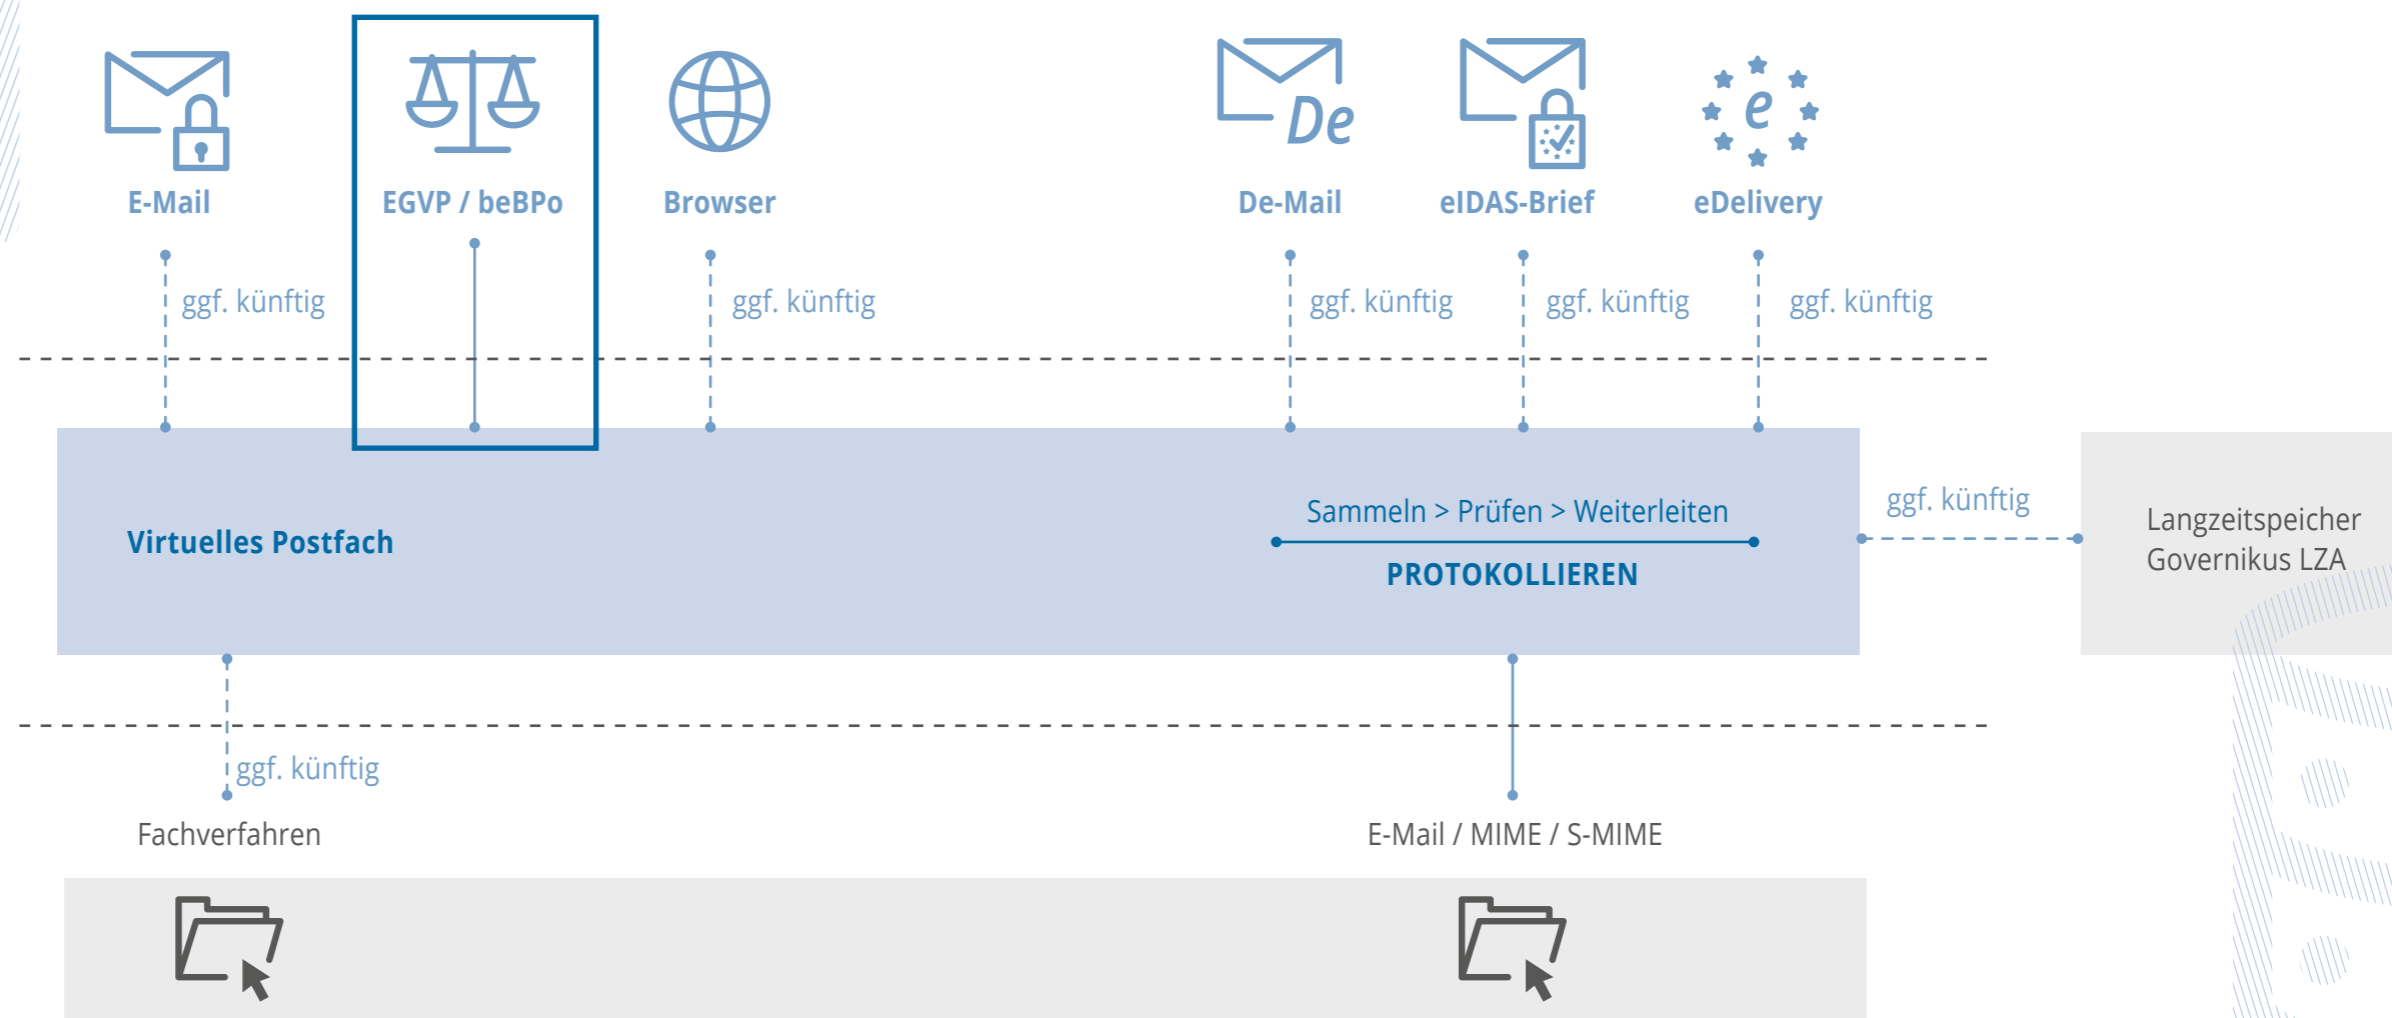 De
e
E-Mail
EGVP / beBPo
Browser
De-Mail
eIDAS-Brief
eDelivery
ggf. künftig
ggf. künftig
ggf. künftig
ggf. künftig
ggf. künftig
Virtuelles Postfach
Sammeln > Prüfen > Weiterleiten
PROTOKOLLIEREN
ggf. künftig
Langzeitspeicher
Governikus LZA
ggf. künftig
Fachverfahren
E-Mail / MIME / S-MIME